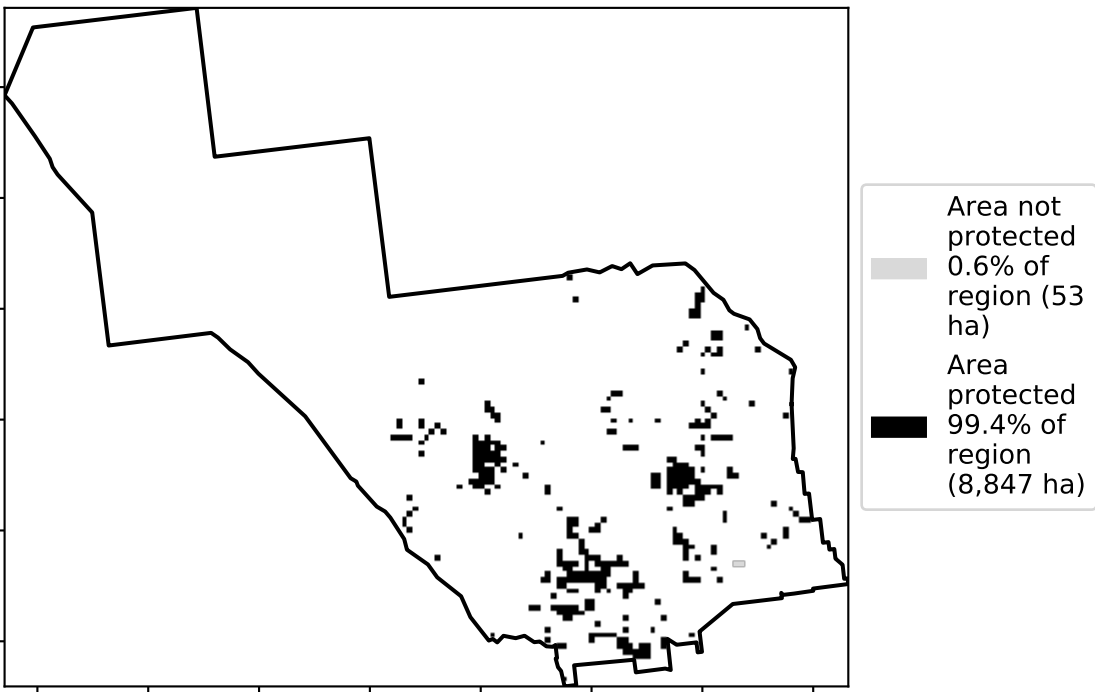 Area not
protected
0.6% of
region (53
ha)
Area
protected
99.4% of
region
(8,847 ha)